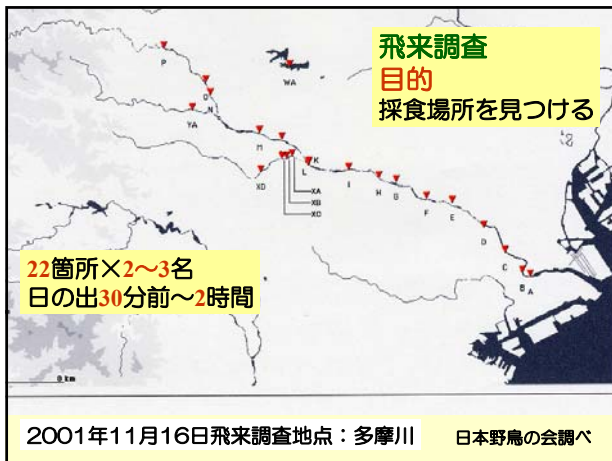 飛来調査
目的
採食場所を見つける
P
WA
O
N
YA
M
K
L
XD
XA
XB
XC
I
H
G
F
E
D
C
B
A
22箇所×2～3名
日の出30分前～2時間
0 km
2001年11月16日飛来調査地点：多摩川
日本野鳥の会調べ